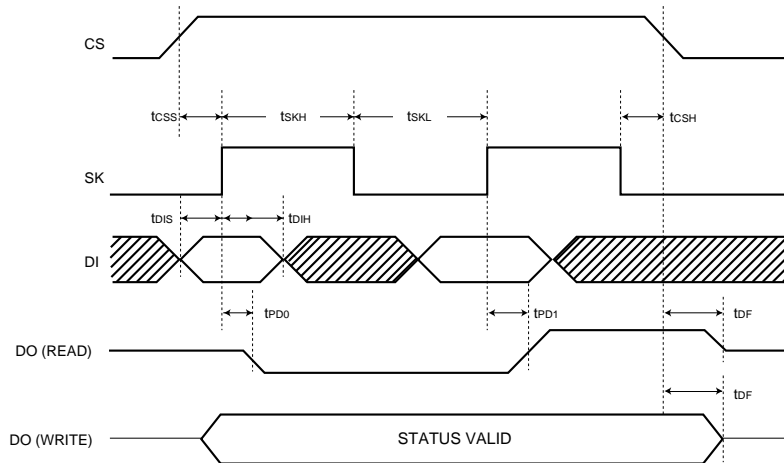 CS
tCSS
tSKH
tSKL
tCSH
SK
tDIS
tDIH
DI
tPD0
tPD1
tDF
DO (READ)
tDF
DO (WRITE)
STATUS VALID